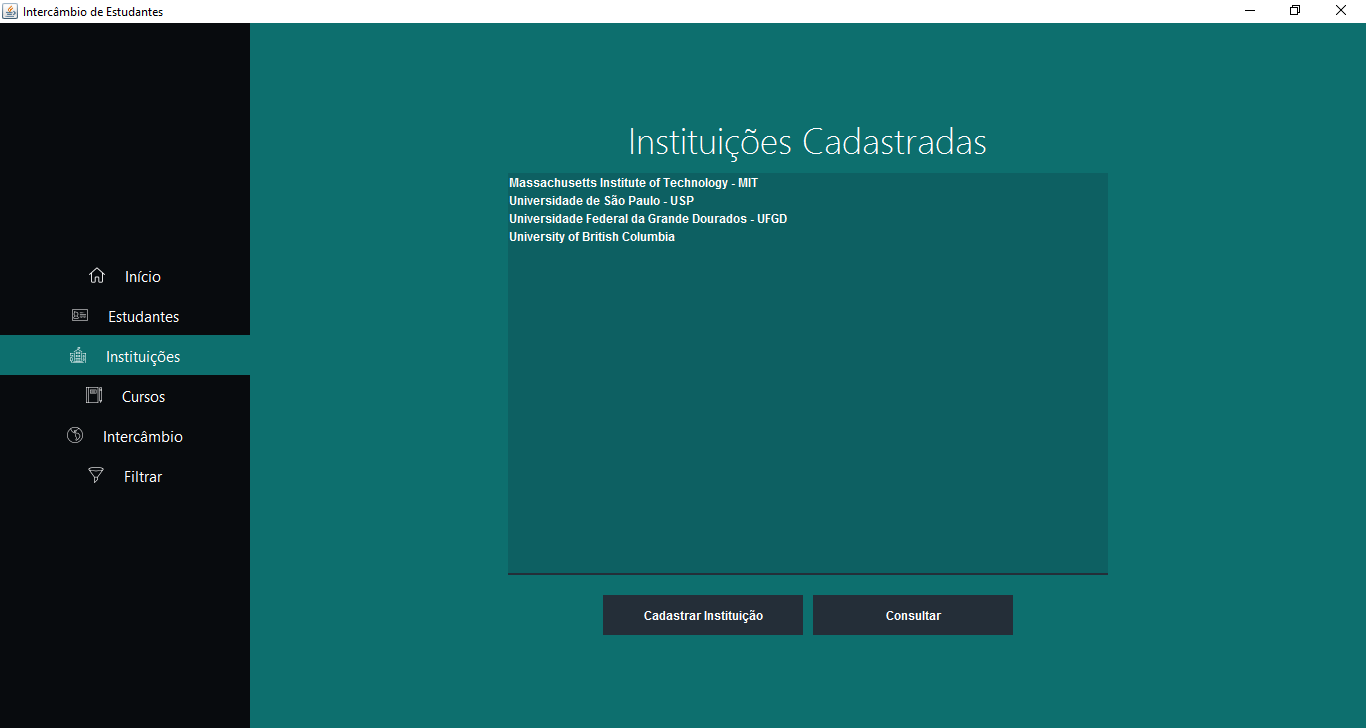 Intercâmbio de Estudantes
Início
Estudantes
Instituições
Cursos
Intercâmbio
Filtrar
Instituições Cadastradas
Massachusetts Institute of Technology - MIT
Universidade de São Paulo - USP
Universidade Federal da Grande Dourados - UFGD
University of British Columbia
Cadastrar Instituição
Consultar